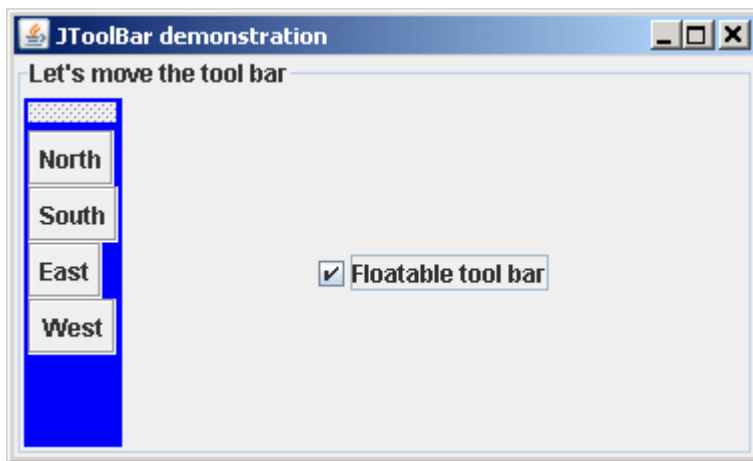 JToolBar demonstration
Let's move the tool bar
North
South
East
West
Floatable tool bar